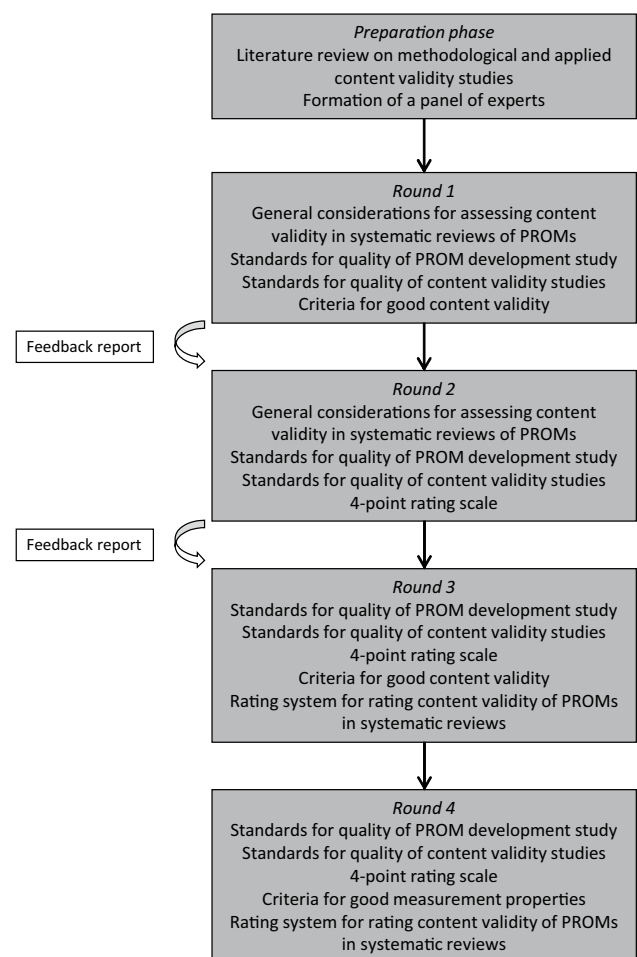 Preparation phase
Literature review on methodological and applied
content validity studies
Formation of a panel of experts
Round 1
General considerations for assessing content
validity in systematic reviews of PROMs
Standards for quality of PROM development study
Standards for quality of content validity studies
Criteria for good content validity
Feedback report
Round 2
General considerations for assessing content
validity in systematic reviews of PROMs
Standards for quality of PROM development study
Standards for quality of content validity studies
4-point rating scale
Feedback report
Round 3
Standards for quality of PROM development study
Standards for quality of content validity studies
4-point rating scale
Criteria for good content validity
Rating system for rating content validity of PROMs
in systematic reviews
Round 4
Standards for quality of PROM development study
Standards for quality of content validity studies
4-point rating scale
Criteria for good measurement properties
Rating system for rating content validity of PROMs
in systematic reviews